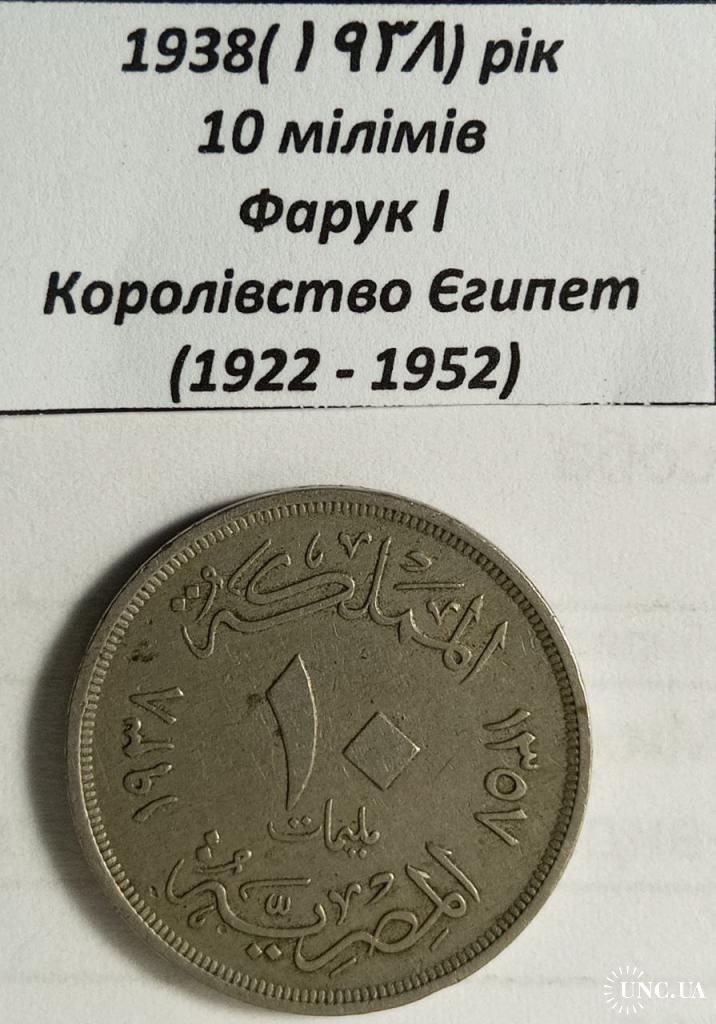 1938(١٩٣٨) рік
10 мілімів
Фарук І
Королівство Єгипет
(1922 - 1952)
المملكة
١٠
١٩٣٨
١٣٥٧
مليمات
المصرية
UNC.UA